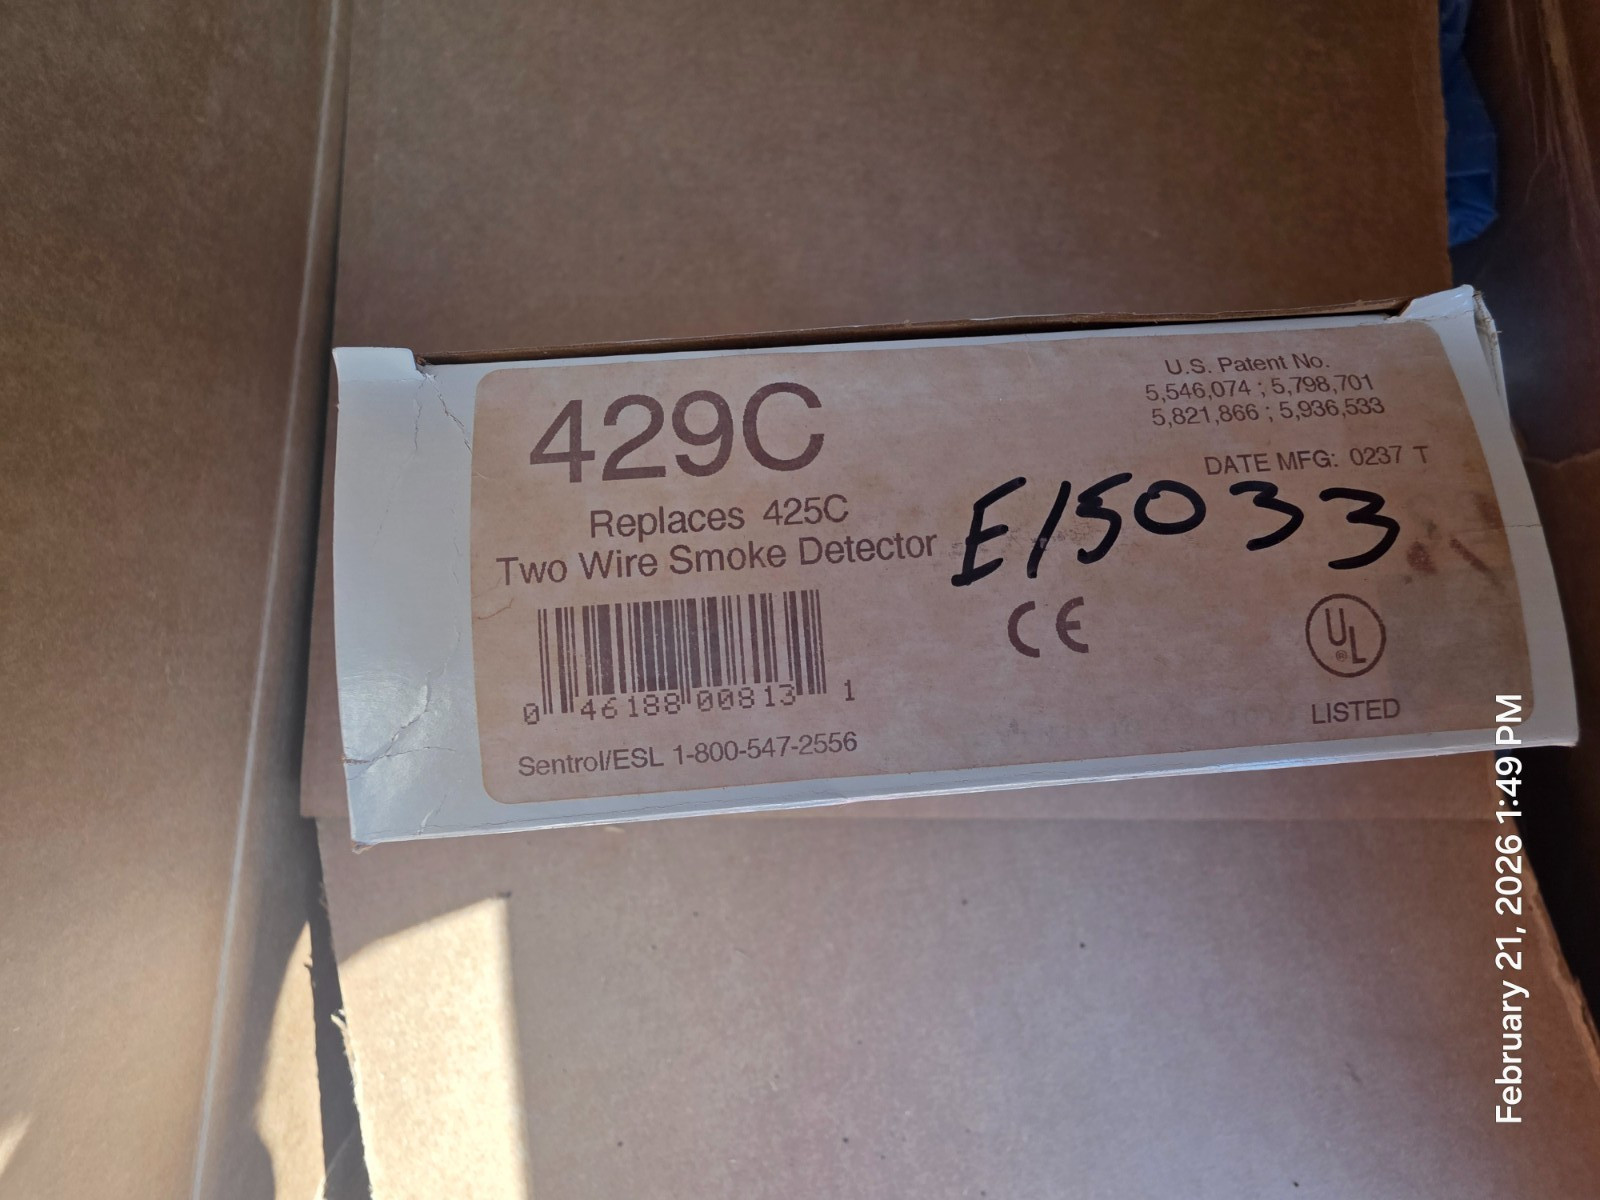 429C
Replaces 425C
Two Wire Smoke Detector
0 46188 00813 1
Sentrol/ESL 1-800-547-2556
U.S. Patent No.
5,546,074 ; 5,798,701
5,821,866 ; 5,936,533
DATE MFG: 0237 T
E15033
CE
UL
®
LISTED
February 21, 2026 1:49 PM